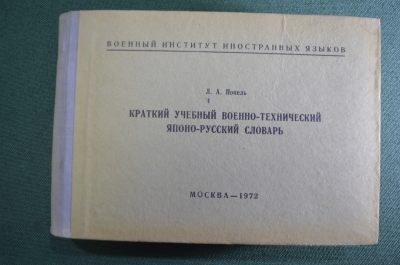 ВОЕННЫЙ ИНСТИТУТ ИНОСТРАННЫХ ЯЗЫКОВ
Л. А. Попель
КРАТКИЙ УЧЕБНЫЙ ВОЕННО-ТЕХНИЧЕСКИЙ
ЯПОНО-РУССКИЙ СЛОВАРЬ
МОСКВА — 1972